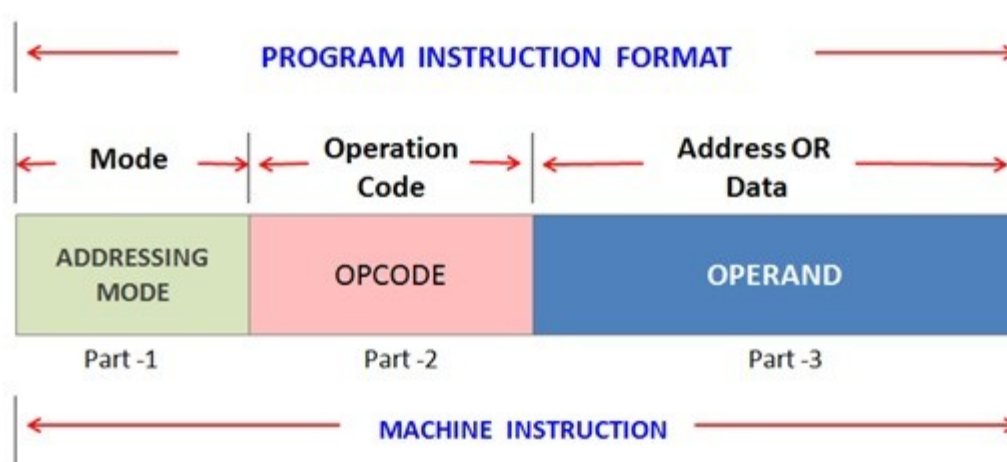 PROGRAM INSTRUCTION FORMAT
Mode
Operation
Code
Address OR
Data
ADDRESSING
MODE
OPCODE
OPERAND
Part -1
Part -2
Part -3
MACHINE INSTRUCTION